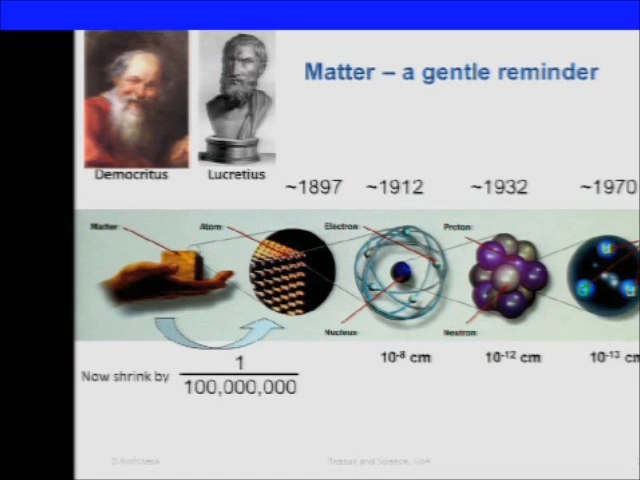 Matter – a gentle reminder
Democritus
Lucretius
~1897
~1912
~1932
~1970
Matter
Atom
Electron
Proton
Nucleus
Neutron
10⁻⁸ cm
10⁻¹² cm
10⁻¹³ cm
Now shrink by
1
100,000,000